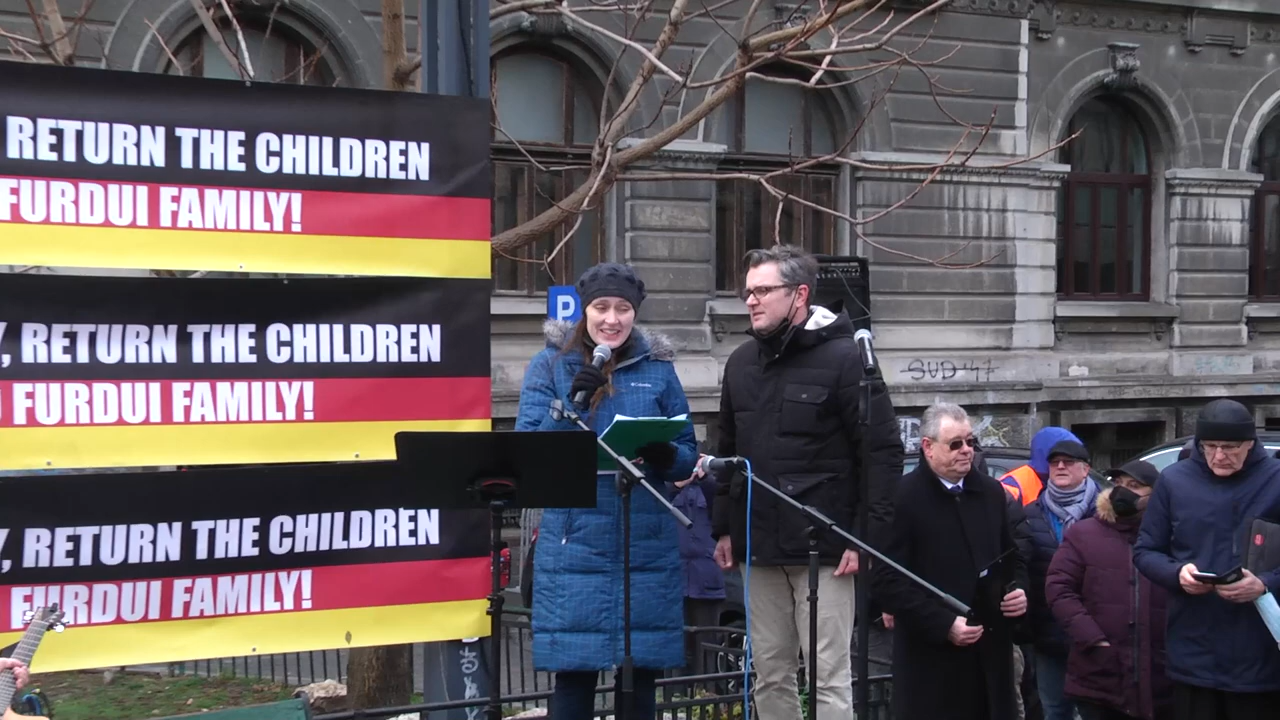 RETURN THE CHILDREN
FURDUI FAMILY!
, RETURN THE CHILDREN
FURDUI FAMILY!
, RETURN THE CHILDREN
FURDUI FAMILY!
P
Columbia
SUD 47